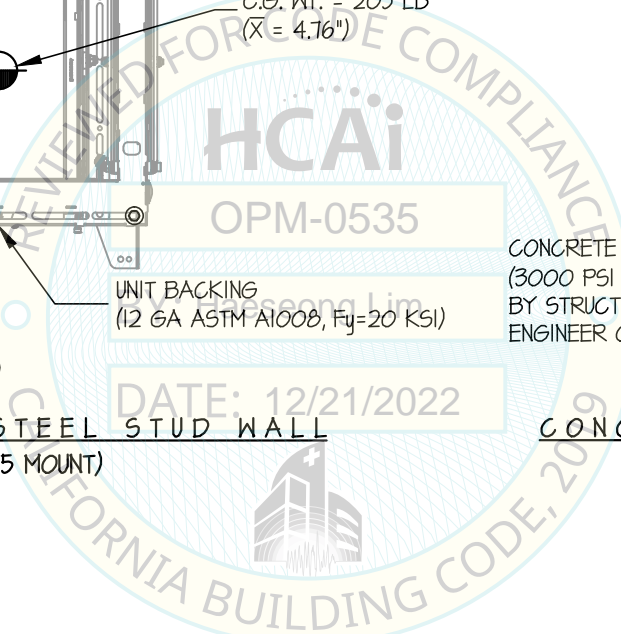 C.G. WT. = 205 LB
(X̅ = 4.76")
REVIEWED FOR CODE COMPLIANCE
HCAi
OPM-0535
CONCRETE
(3000 PSI
BY STRUCT
ENGINEER
UNIT BACKING
(12 GA ASTM A1008, Fy=20 KSI)
BY: Haeseong Lim
DATE: 12/21/2022
STEEL STUD WALL
5 MOUNT)
CONC
CALIFORNIA BUILDING CODE, 2019